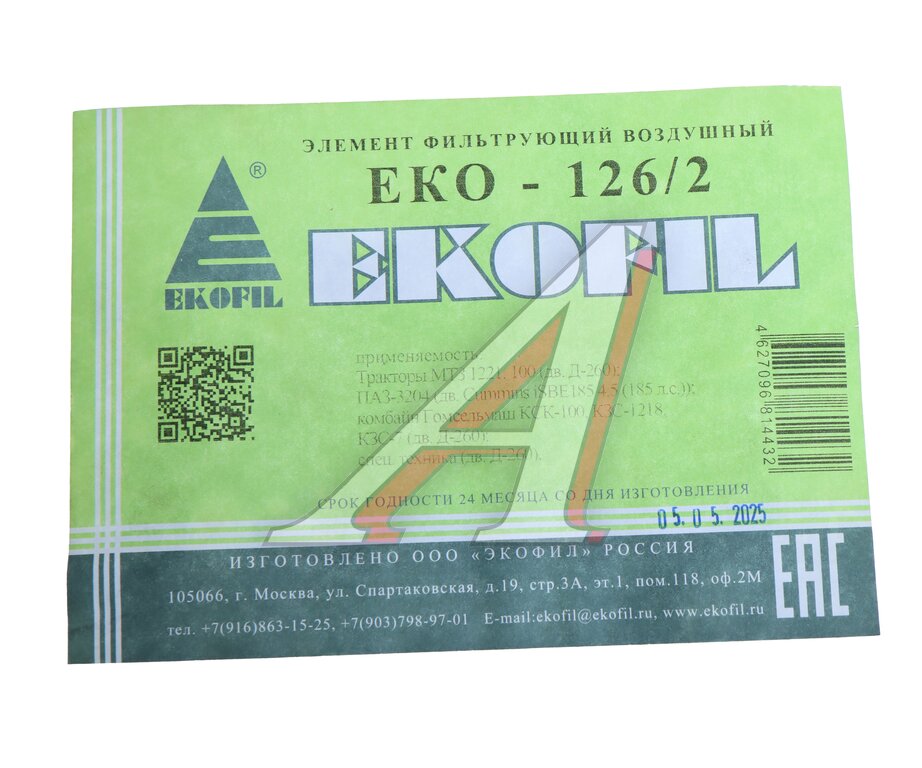 ЭЛЕМЕНТ ФИЛЬТРУЮЩИЙ ВОЗДУШНЫЙ
ЕКО - 126/2
®
EKOFIL
EKOFIL
применяемость:
Тракторы МТЗ 1221, 100 (дв. Д-260);
ПАЗ-3204 (дв. Cummins iSBE185 4,5 (185 л.с.));
комбайн Гомсельмаш КСК-100, КЗС-1218,
(дв. Д-260);
спец. техника (дв. Д-260).
4627096814432
СРОК ГОДНОСТИ 24 МЕСЯЦА СО ДНЯ ИЗГОТОВЛЕНИЯ
05.05.2025
ИЗГОТОВЛЕНО ООО «ЭКОФИЛ» РОССИЯ
105066, г. Москва, ул. Спартаковская, д.19, стр.3А, эт.1, пом.118, оф.2М
тел. +7(916)863-15-25, +7(903)798-97-01 E-mail:ekofil@ekofil.ru, www.ekofil.ru
EAC